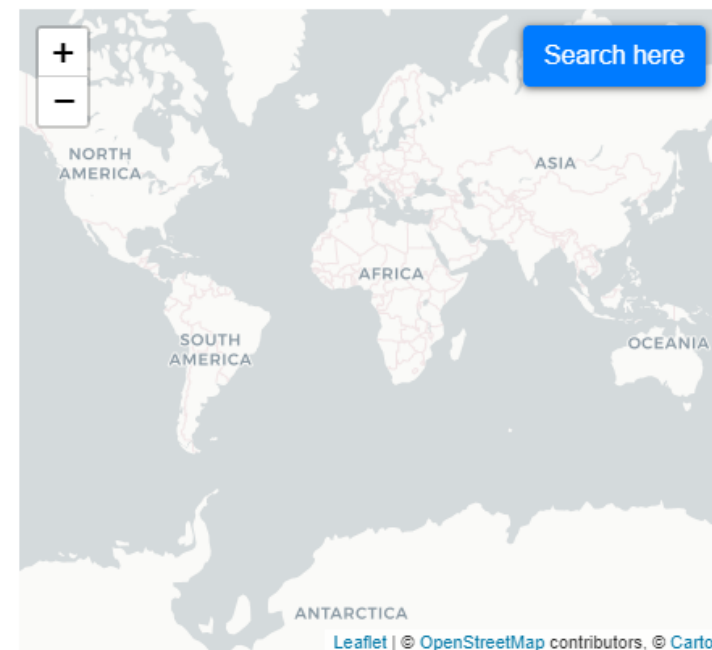 +
Search here
−
NORTH
AMERICA
ASIA
AFRICA
SOUTH
AMERICA
OCEANIA
ANTARCTICA
Leaflet | © OpenStreetMap contributors, © Carto